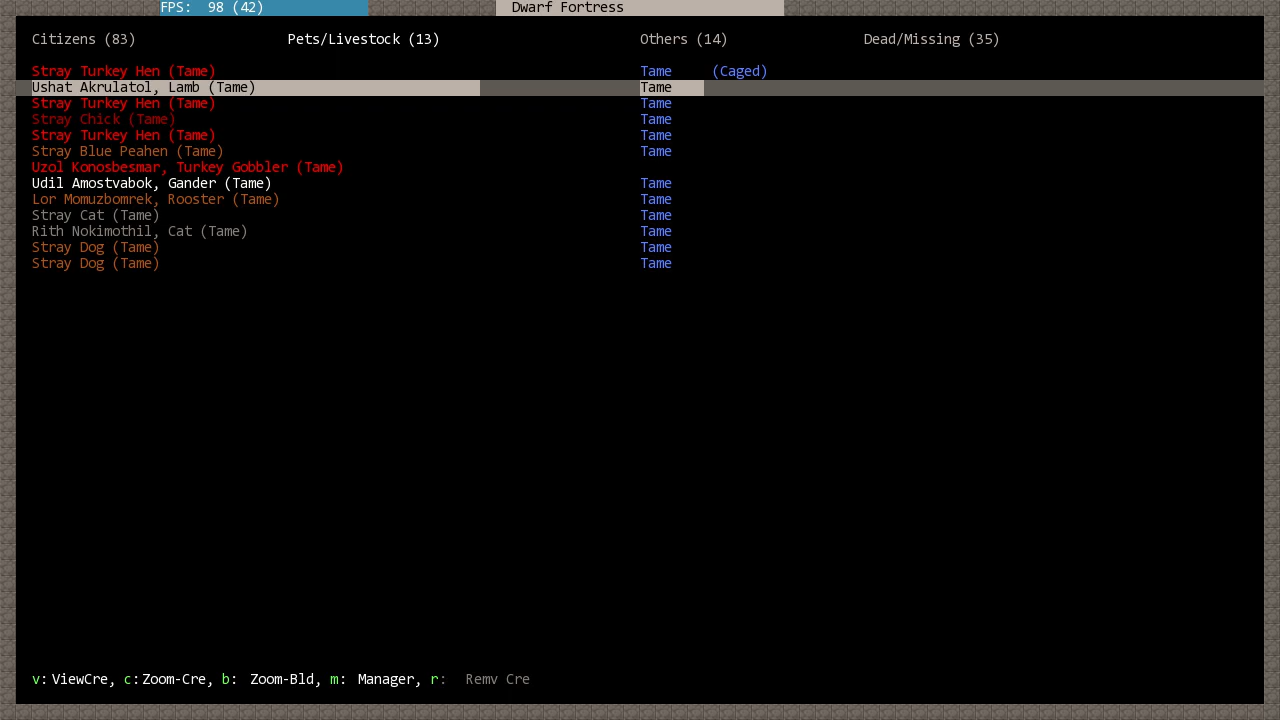 FPS:  98 (42) Dwarf Fortress
Citizens (83) Pets/Livestock (13) Others (14) Dead/Missing (35)
Stray Turkey Hen (Tame) Tame (Caged)
Ushat Akrulatol, Lamb (Tame) Tame
Stray Turkey Hen (Tame) Tame
Stray Chick (Tame) Tame
Stray Turkey Hen (Tame) Tame
Stray Blue Peahen (Tame) Tame
Uzol Konosbesmar, Turkey Gobbler (Tame)
Udil Amostvabok, Gander (Tame) Tame
Lor Momuzbomrek, Rooster (Tame) Tame
Stray Cat (Tame) Tame
Rith Nokimothil, Cat (Tame) Tame
Stray Dog (Tame) Tame
Stray Dog (Tame) Tame
v: ViewCre, c: Zoom-Cre, b: Zoom-Bld, m: Manager, r: Remv Cre